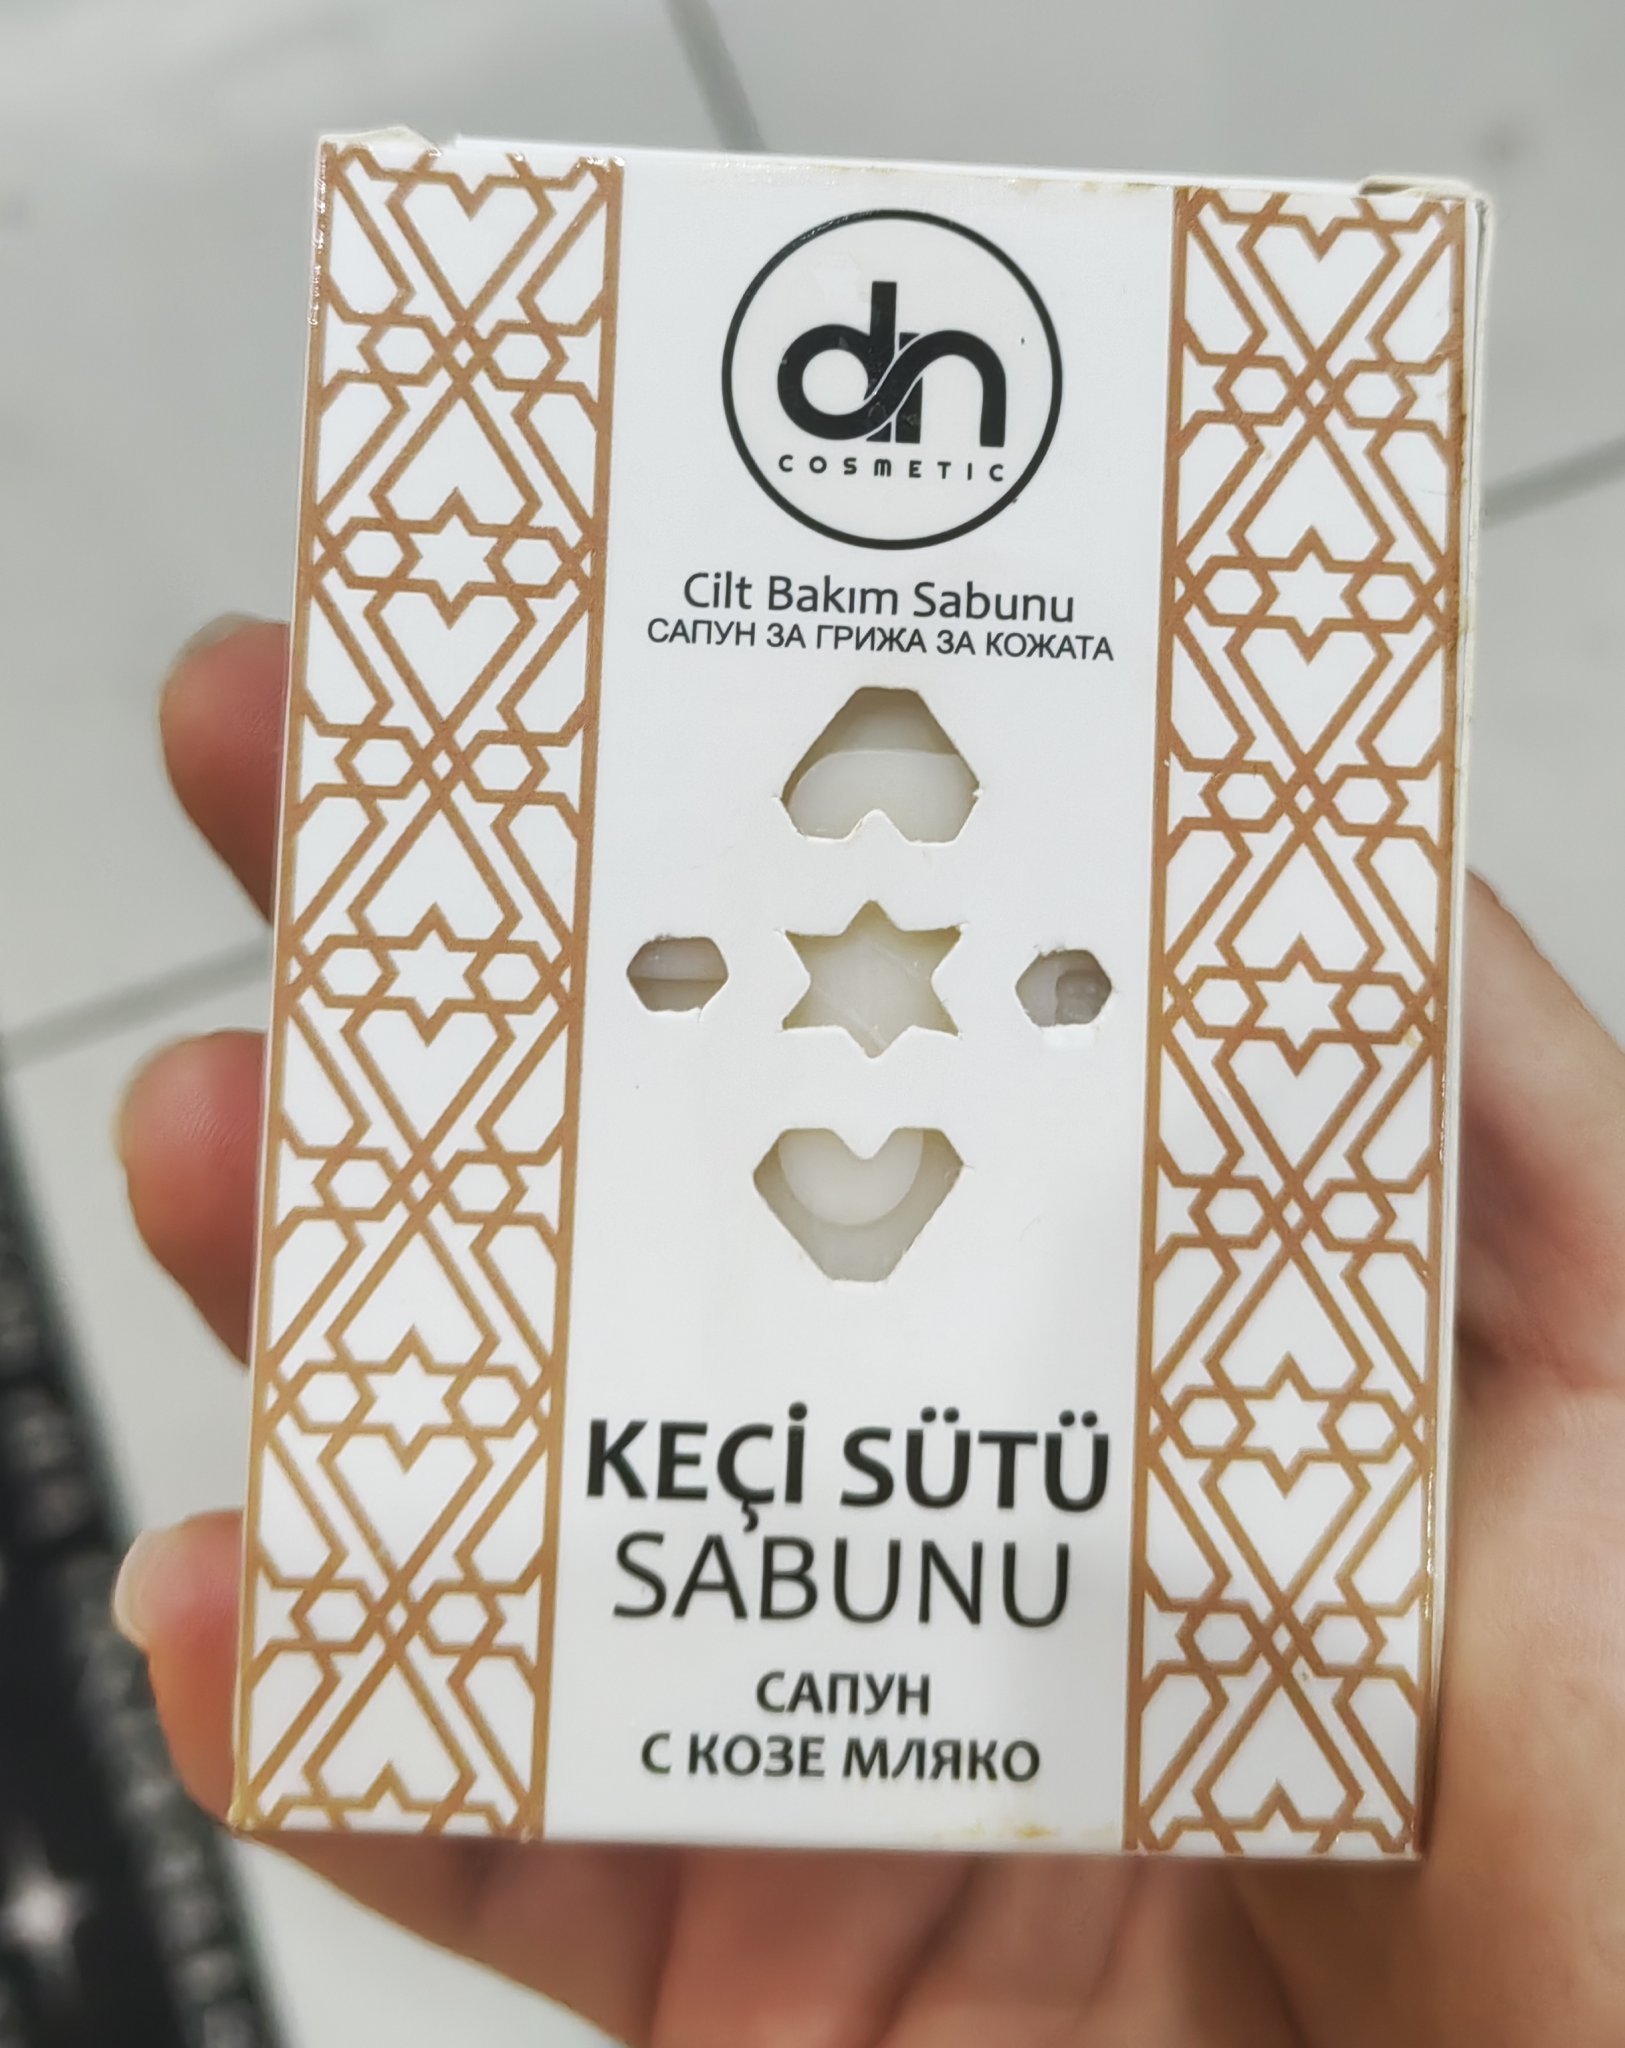 dn
COSMETIC
Cilt Bakım Sabunu
САПУН ЗА ГРИЖА ЗА КОЖАТА
KEÇİ SÜTÜ
SABUNU
САПУН
С КОЗЕ МЛЯКО